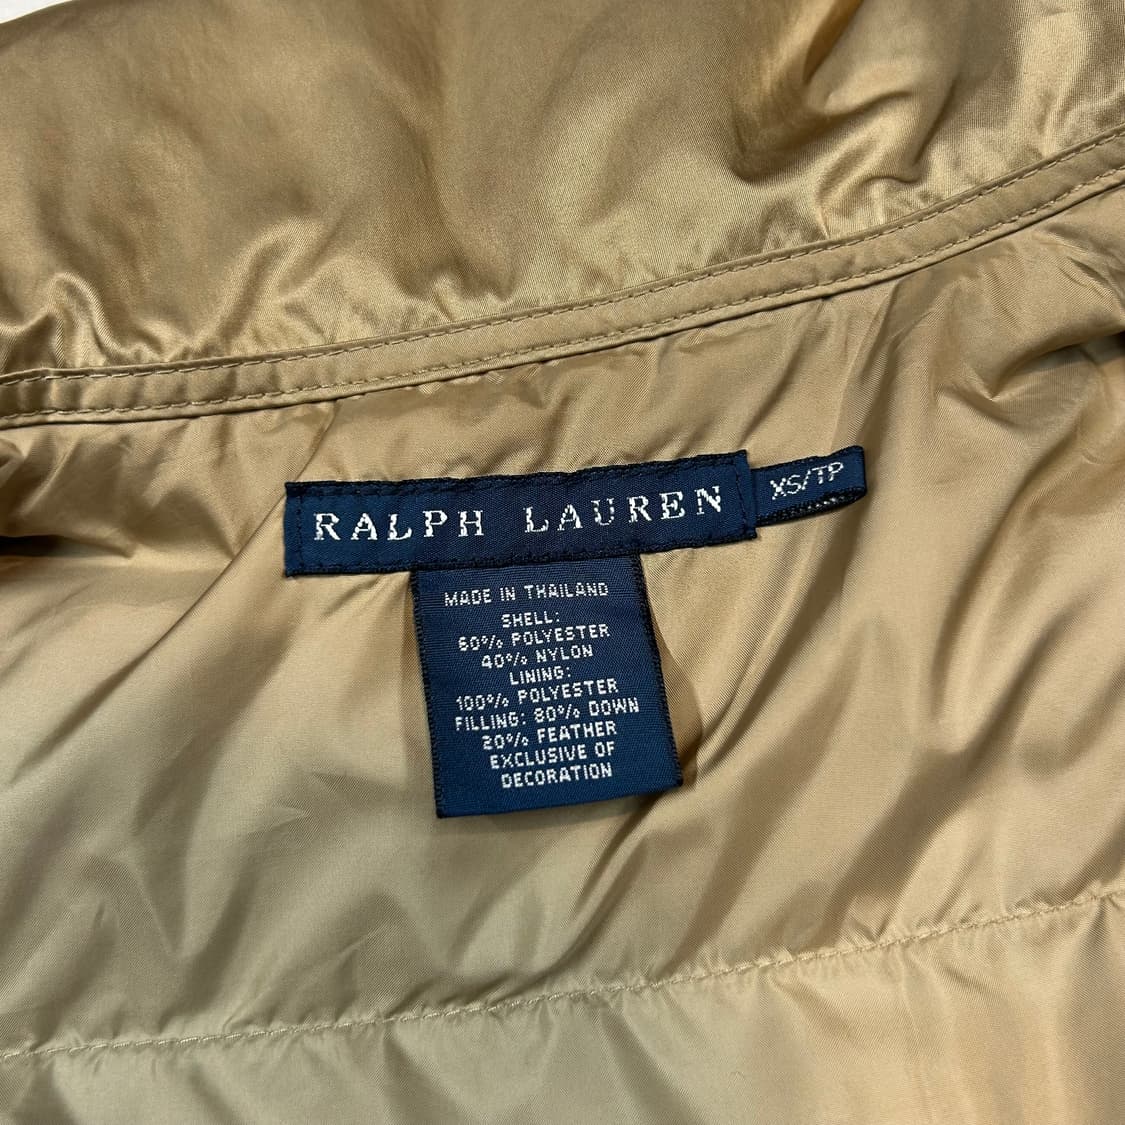 RALPH LAUREN
XS/TP
MADE IN THAILAND
SHELL:
60% POLYESTER
40% NYLON
LINING:
100% POLYESTER
FILLING: 80% DOWN
20% FEATHER
EXCLUSIVE OF
DECORATION